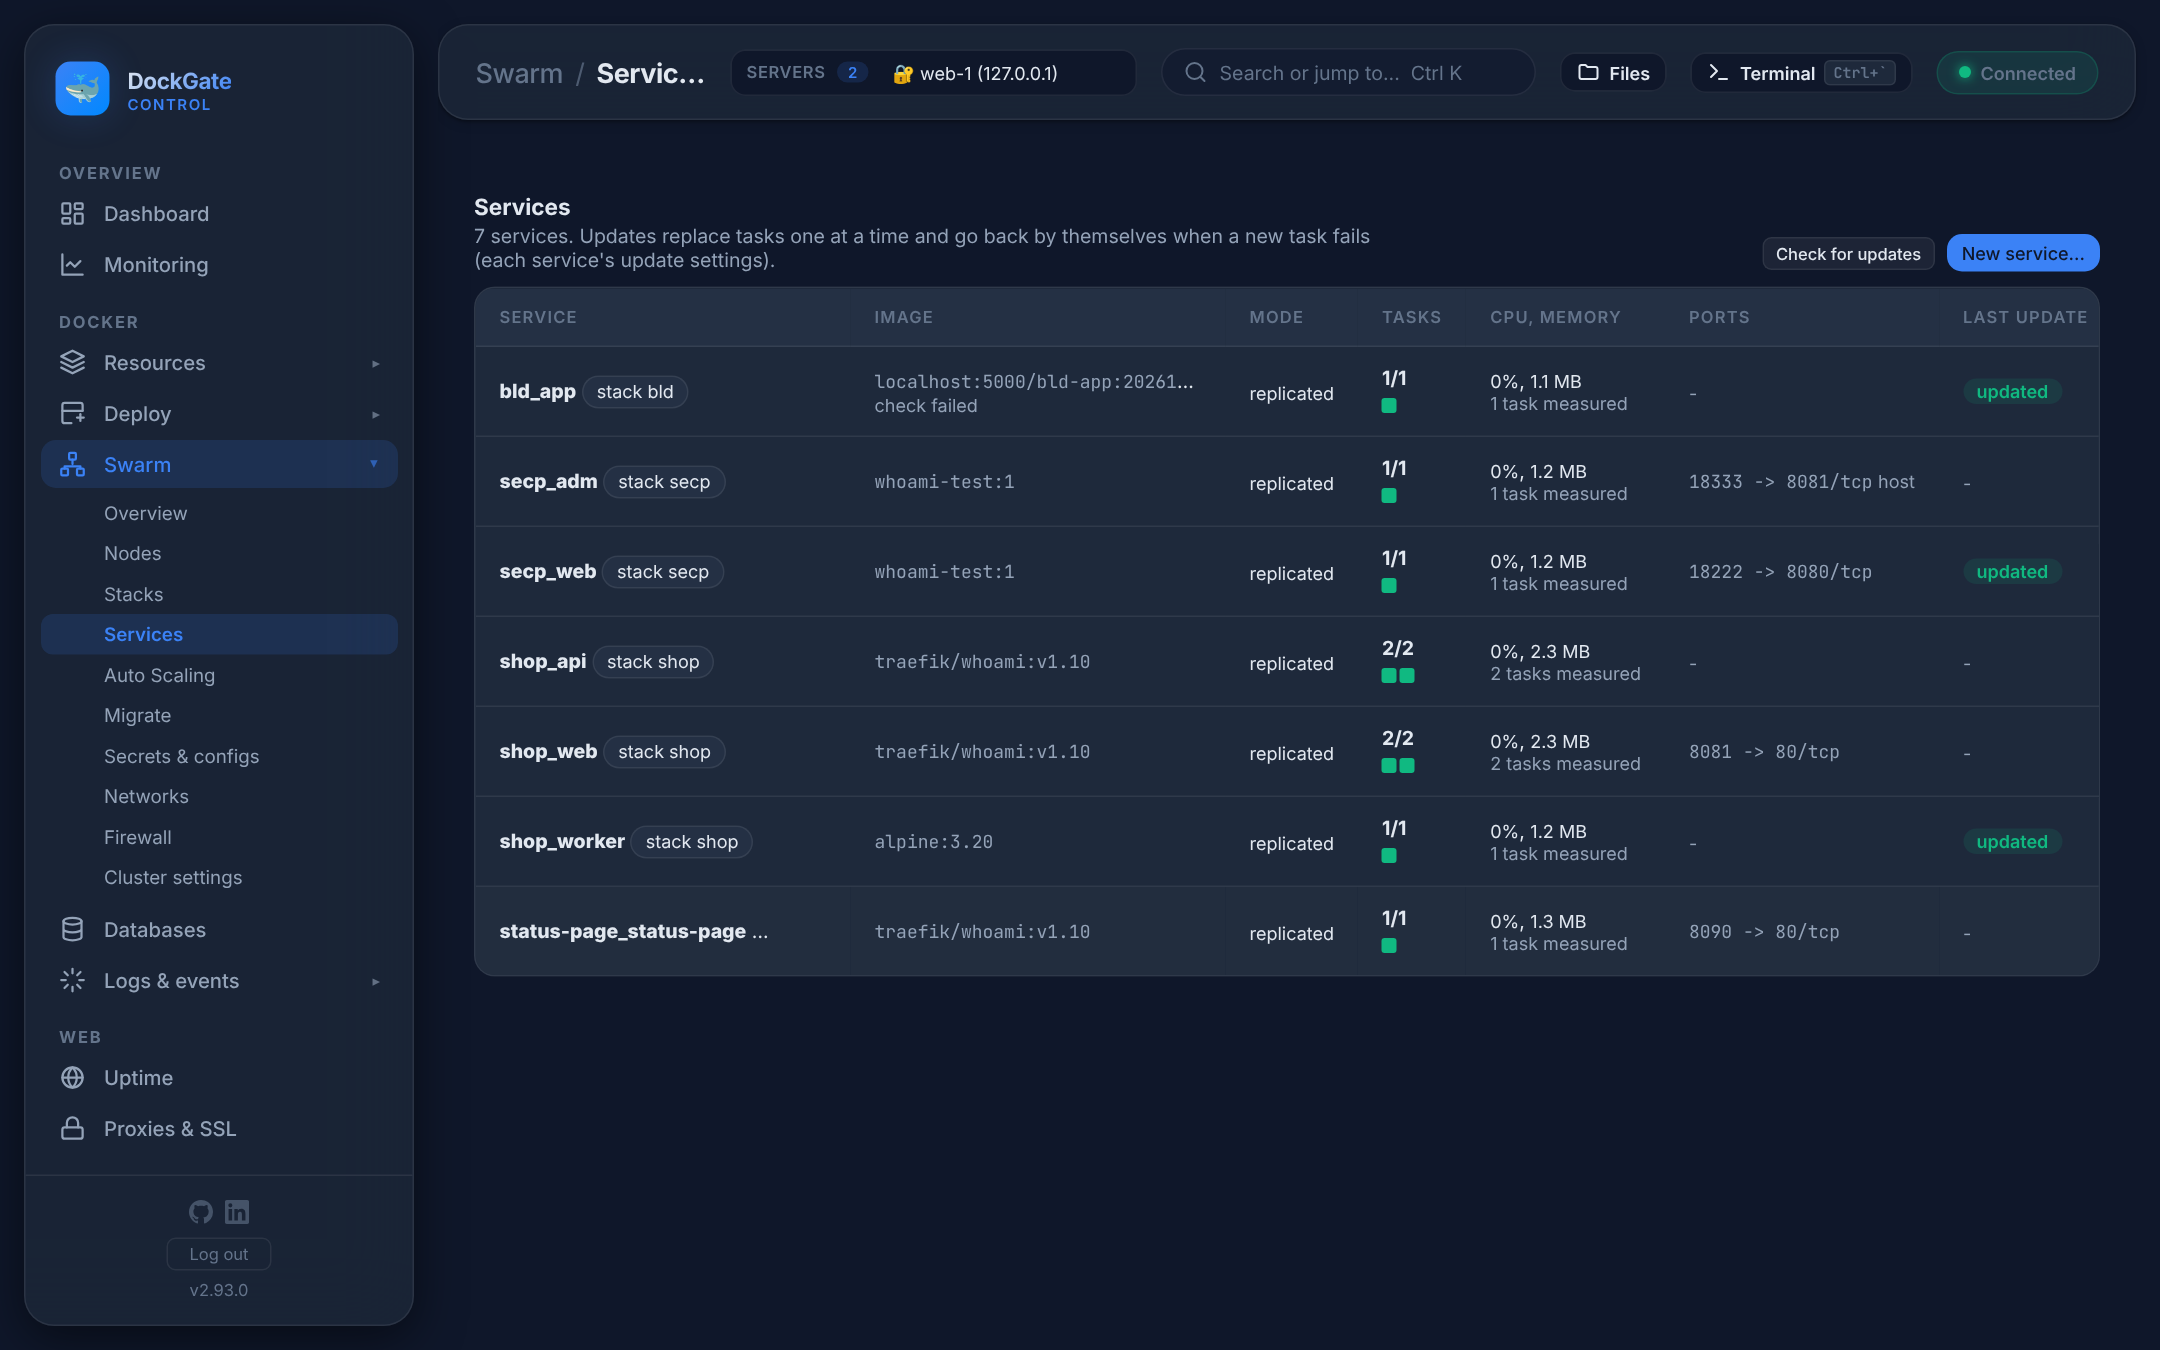 DockGate
CONTROL
OVERVIEW
Dashboard
Monitoring
DOCKER
Resources
Deploy
Swarm
Overview
Nodes
Stacks
Services
Auto Scaling
Migrate
Secrets & configs
Networks
Firewall
Cluster settings
Databases
Logs & events
WEB
Uptime
Proxies & SSL
Log out
v2.93.0
Swarm / Servic...
SERVERS 2 web-1 (127.0.0.1)
Search or jump to... Ctrl K
Files
Terminal Ctrl+`
Connected
Services
7 services. Updates replace tasks one at a time and go back by themselves when a new task fails
(each service's update settings).
Check for updates
New service...
SERVICE IMAGE MODE TASKS CPU, MEMORY PORTS LAST UPDATE
bld_app stack bld localhost:5000/bld-app:20261... replicated 1/1 0%, 1.1 MB - updated
check failed 1 task measured
secp_adm stack secp whoami-test:1 replicated 1/1 0%, 1.2 MB 18333 -> 8081/tcp host -
1 task measured
secp_web stack secp whoami-test:1 replicated 1/1 0%, 1.2 MB 18222 -> 8080/tcp updated
1 task measured
shop_api stack shop traefik/whoami:v1.10 replicated 2/2 0%, 2.3 MB - -
2 tasks measured
shop_web stack shop traefik/whoami:v1.10 replicated 2/2 0%, 2.3 MB 8081 -> 80/tcp -
2 tasks measured
shop_worker stack shop alpine:3.20 replicated 1/1 0%, 1.2 MB - updated
1 task measured
status-page_status-page ... traefik/whoami:v1.10 replicated 1/1 0%, 1.3 MB 8090 -> 80/tcp -
1 task measured